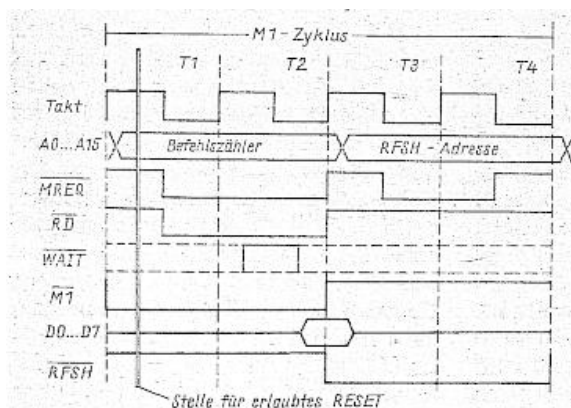 M1-Zyklus
T1 T2 T3 T4
Takt
A0...A15 Befehlszähler RFSH-Adresse
MREQ
RD
WAIT
M1
D0...D7
RFSH
Stelle für erlaubtes RESET